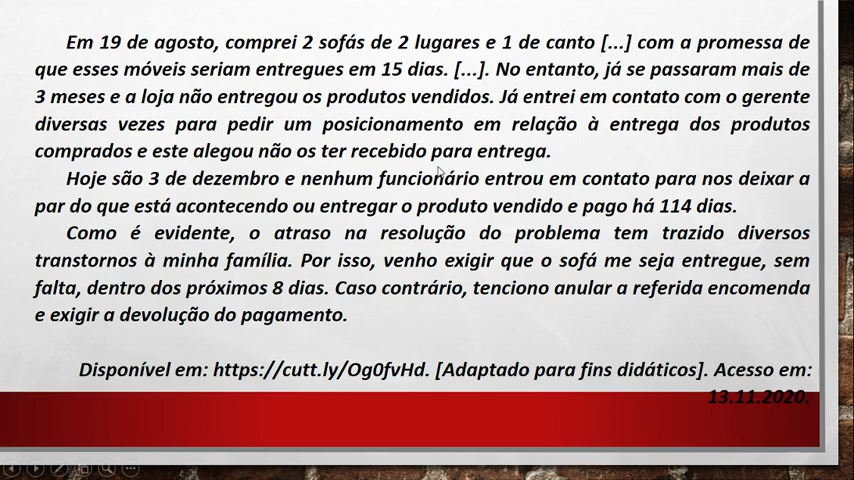 Em 19 de agosto, comprei 2 sofás de 2 lugares e 1 de canto [...] com a promessa de
que esses móveis seriam entregues em 15 dias. [...]. No entanto, já se passaram mais de
3 meses e a loja não entregou os produtos vendidos. Já entrei em contato com o gerente
diversas vezes para pedir um posicionamento em relação à entrega dos produtos
comprados e este alegou não os ter recebido para entrega.
Hoje são 3 de dezembro e nenhum funcionário entrou em contato para nos deixar a
par do que está acontecendo ou entregar o produto vendido e pago há 114 dias.
Como é evidente, o atraso na resolução do problema tem trazido diversos
transtornos à minha família. Por isso, venho exigir que o sofá me seja entregue, sem
falta, dentro dos próximos 8 dias. Caso contrário, tenciono anular a referida encomenda
e exigir a devolução do pagamento.
Disponível em: https://cutt.ly/Og0fvHd. [Adaptado para fins didáticos]. Acesso em:
13.11.2020.